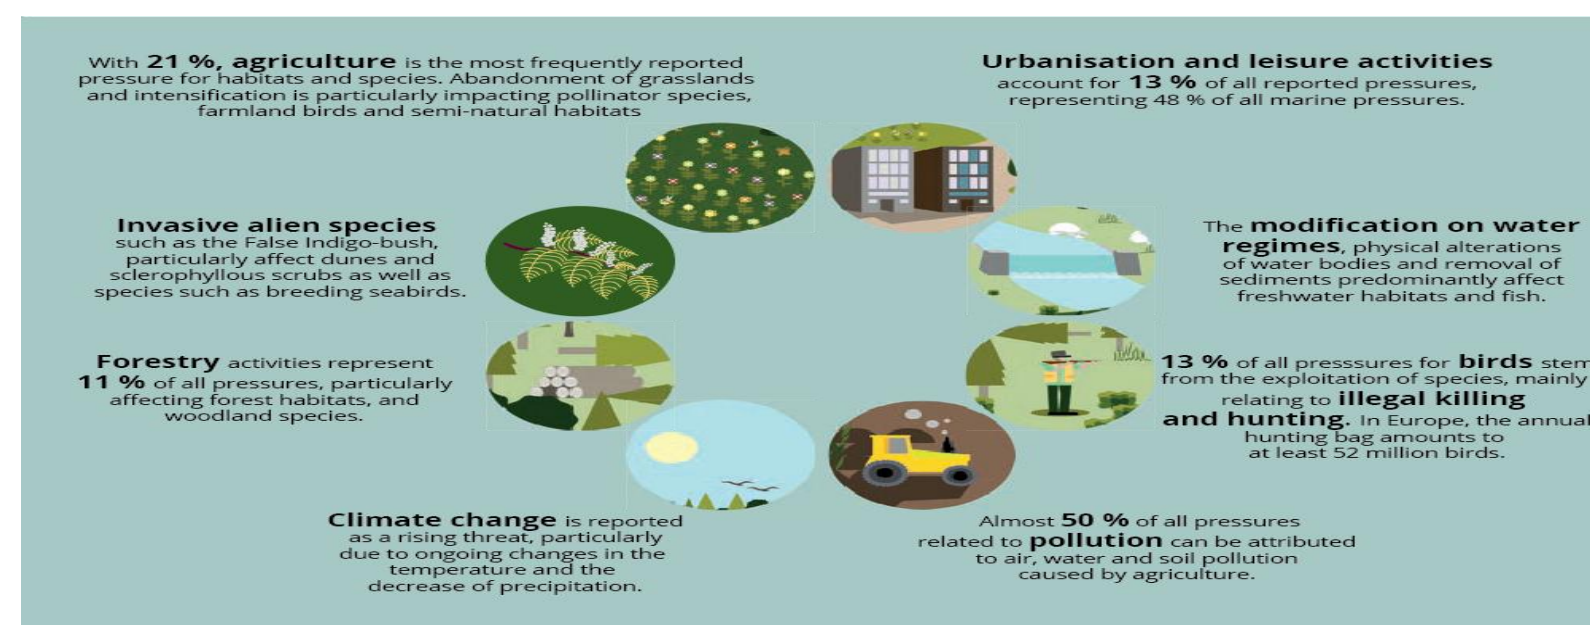 With 21 %, agriculture is the most frequently reported
pressure for habitats and species. Abandonment of grasslands
and intensification is particularly impacting pollinator species,
farmland birds and semi-natural habitats
Urbanisation and leisure activities
account for 13 % of all reported pressures,
representing 48 % of all marine pressures.
Invasive alien species
such as the False Indigo-bush,
particularly affect dunes and
sclerophyllous scrubs as well as
species such as breeding seabirds.
The modification on water
regimes, physical alterations
of water bodies and removal of
sediments predominantly affect
freshwater habitats and fish.
Forestry activities represent
11 % of all pressures, particularly
affecting forest habitats, and
woodland species.
13 % of all presssures for birds stem
from the exploitation of species, mainly
relating to illegal killing
and hunting. In Europe, the annual
hunting bag amounts to
at least 52 million birds.
Climate change is reported
as a rising threat, particularly
due to ongoing changes in the
temperature and the
decrease of precipitation.
Almost 50 % of all pressures
related to pollution can be attributed
to air, water and soil pollution
caused by agriculture.